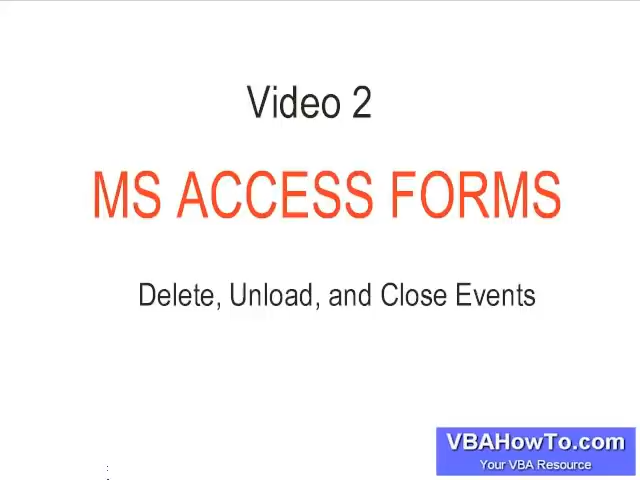 Video 2
MS ACCESS FORMS
Delete, Unload, and Close Events
VBAHowTo.com
Your VBA Resource